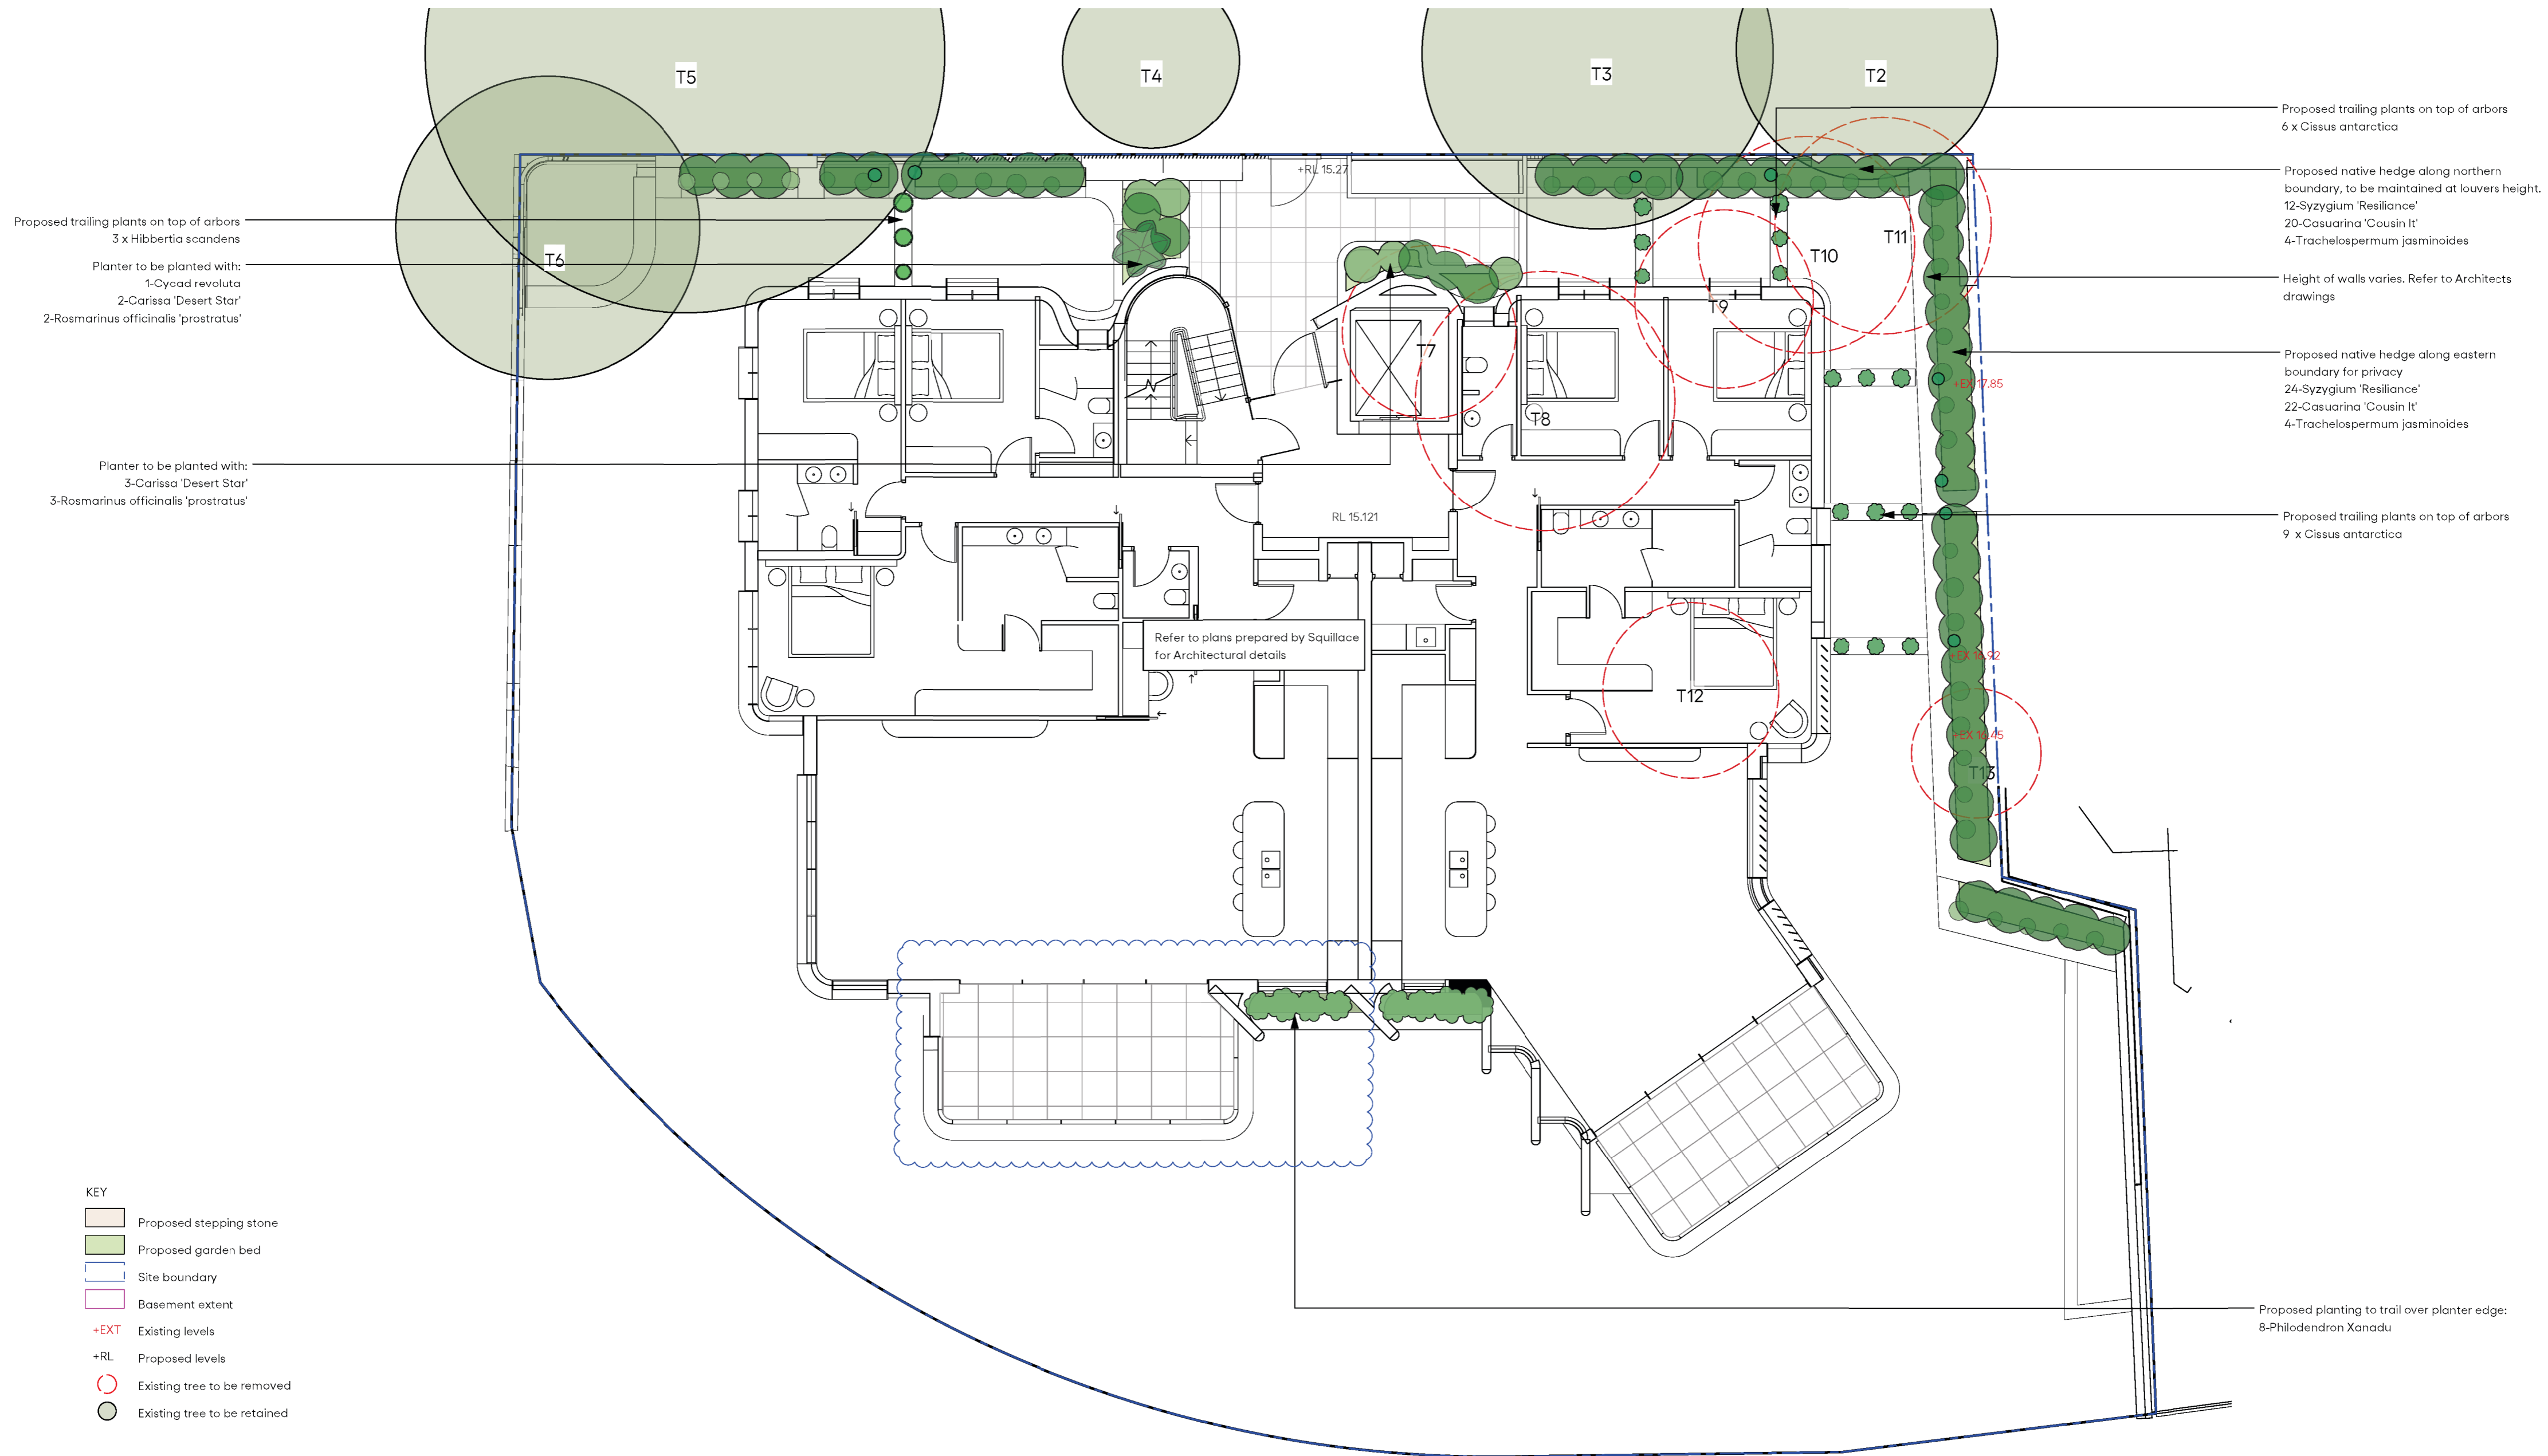 T5
T4
T3
T2
Proposed trailing plants on top of arbors
6 x Cissus antarctica
+RL 15.27
Proposed native hedge along northern
boundary, to be maintained at louvers height.
12-Syzygium 'Resiliance'
20-Casuarina 'Cousin It'
4-Trachelospermum jasminoides
Proposed trailing plants on top of arbors
3 x Hibbertia scandens
T6
T11
T10
Planter to be planted with:
1-Cycad revoluta
2-Carissa 'Desert Star'
2-Rosmarinus officinalis 'prostratus'
Height of walls varies. Refer to Architects
drawings
T9
T7
Proposed native hedge along eastern
boundary for privacy
24-Syzygium 'Resiliance'
22-Casuarina 'Cousin It'
4-Trachelospermum jasminoides
+EX 17.85
T8
N
Planter to be planted with:
3-Carissa 'Desert Star'
3-Rosmarinus officinalis 'prostratus'
RL 15.121
Proposed trailing plants on top of arbors
9 x Cissus antarctica
Refer to plans prepared by Squillace
for Architectural details
T12
T13
KEY
Proposed stepping stone
Proposed garden bed
Site boundary
Basement extent
+EXT Existing levels
+RL Proposed levels
Existing tree to be removed
Existing tree to be retained
Proposed planting to trail over planter edge:
8-Philodendron Xanadu